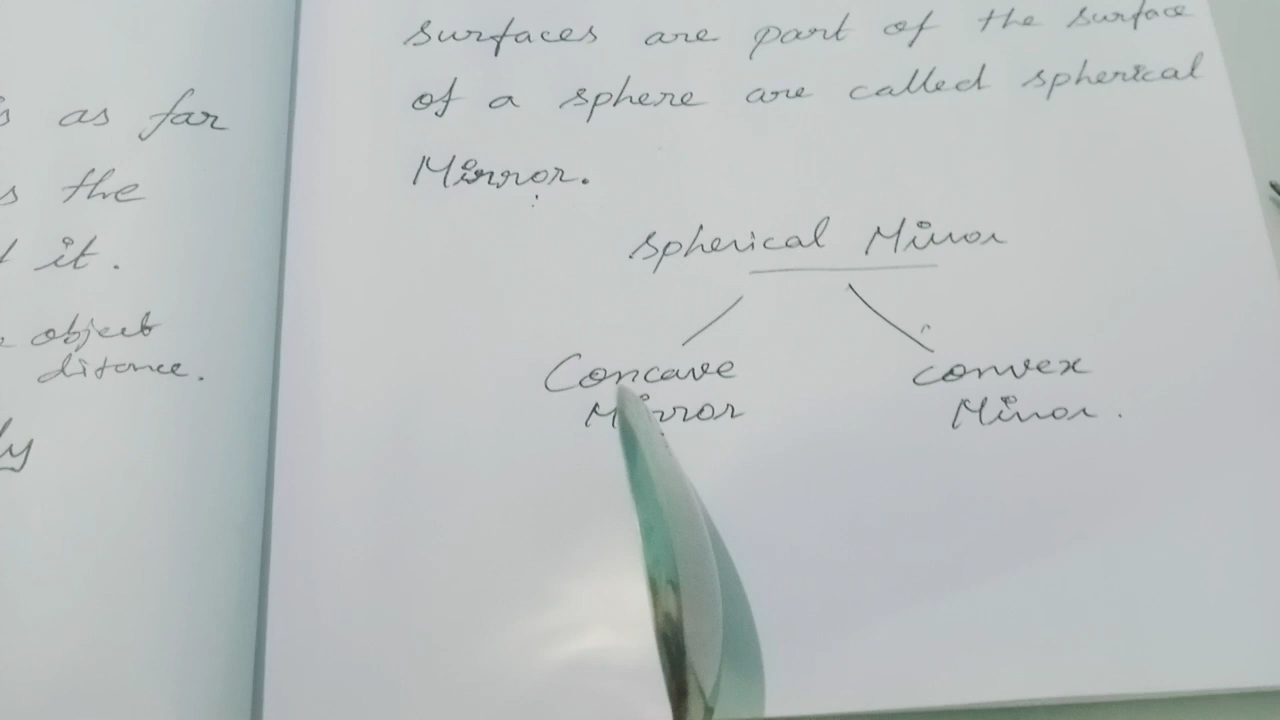 as far
the
it.
object
ditance.
surfaces are part of the surface
of a sphere are called spherical
Mirror.
spherical Mirror
Concave convex
Mirror Mirror.